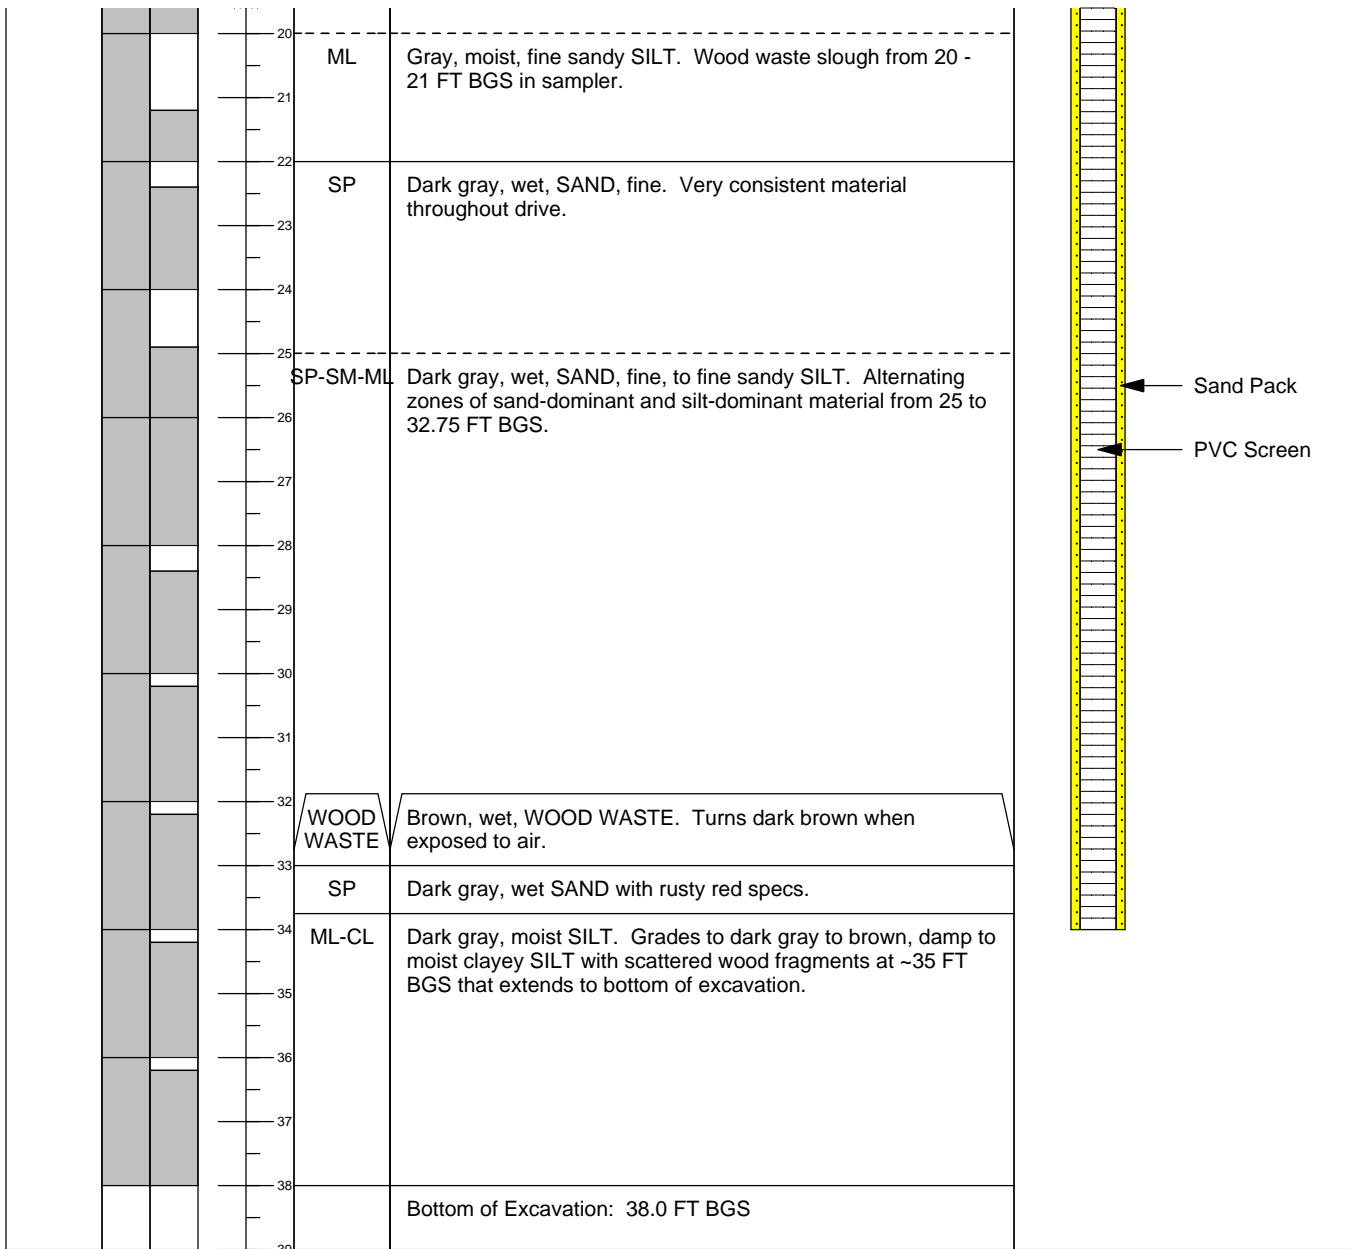 20
ML Gray, moist, fine sandy SILT. Wood waste slough from 20 -
21 FT BGS in sampler.
21
22
SP Dark gray, wet, SAND, fine. Very consistent material
throughout drive.
23
24
25
SP-SM-ML Dark gray, wet, SAND, fine, to fine sandy SILT. Alternating
zones of sand-dominant and silt-dominant material from 25 to
32.75 FT BGS.
Sand Pack
26
PVC Screen
27
28
29
30
31
32
WOOD WASTE
Brown, wet, WOOD WASTE. Turns dark brown when
exposed to air.
33
SP Dark gray, wet SAND with rusty red specs.
34
ML-CL Dark gray, moist SILT. Grades to dark gray to brown, damp to
moist clayey SILT with scattered wood fragments at ~35 FT
BGS that extends to bottom of excavation.
35
36
37
38
Bottom of Excavation: 38.0 FT BGS